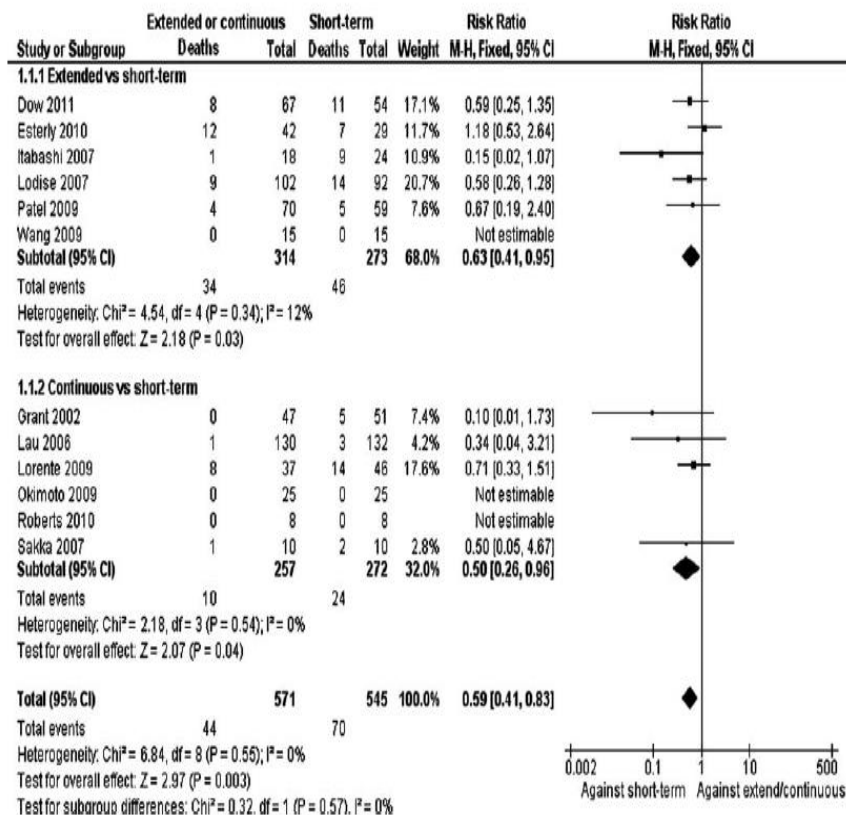 Extended or continuous Short-term Risk Ratio Risk Ratio
Study or Subgroup Deaths Total Deaths Total Weight M-H, Fixed, 95% CI M-H, Fixed, 95% CI
1.1.1 Extended vs short-term
Dow 2011 8 67 11 54 17.1% 0.59 [0.25, 1.35]
Esterly 2010 12 42 7 29 11.7% 1.18 [0.53, 2.64]
Itabashi 2007 1 18 9 24 10.9% 0.15 [0.02, 1.07]
Lodise 2007 9 102 14 92 20.7% 0.58 [0.26, 1.28]
Patel 2009 4 70 5 59 7.6% 0.67 [0.19, 2.40]
Wang 2009 0 15 0 15 Not estimable
Subtotal (95% CI) 314 273 68.0% 0.63 [0.41, 0.95]
Total events 34 46
Heterogeneity: Chi² = 4.54, df = 4 (P = 0.34); I² = 12%
Test for overall effect: Z = 2.18 (P = 0.03)
1.1.2 Continuous vs short-term
Grant 2002 0 47 5 51 7.4% 0.10 [0.01, 1.73]
Lau 2006 1 130 3 132 4.2% 0.34 [0.04, 3.21]
Lorente 2009 8 37 14 46 17.6% 0.71 [0.33, 1.51]
Okimoto 2009 0 25 0 25 Not estimable
Roberts 2010 0 8 0 8 Not estimable
Sakka 2007 1 10 2 10 2.8% 0.50 [0.05, 4.67]
Subtotal (95% CI) 257 272 32.0% 0.50 [0.26, 0.96]
Total events 10 24
Heterogeneity: Chi² = 2.18, df = 3 (P = 0.54); I² = 0%
Test for overall effect: Z = 2.07 (P = 0.04)
Total (95% CI) 571 545 100.0% 0.59 [0.41, 0.83]
Total events 44 70
Heterogeneity: Chi² = 6.84, df = 8 (P = 0.55); I² = 0%
Test for overall effect: Z = 2.97 (P = 0.003)
Test for subgroup differences: Chi² = 0.32, df = 1 (P = 0.57), I² = 0%
0.002 0.1 1 10 500
Against short-term Against extend/continuous